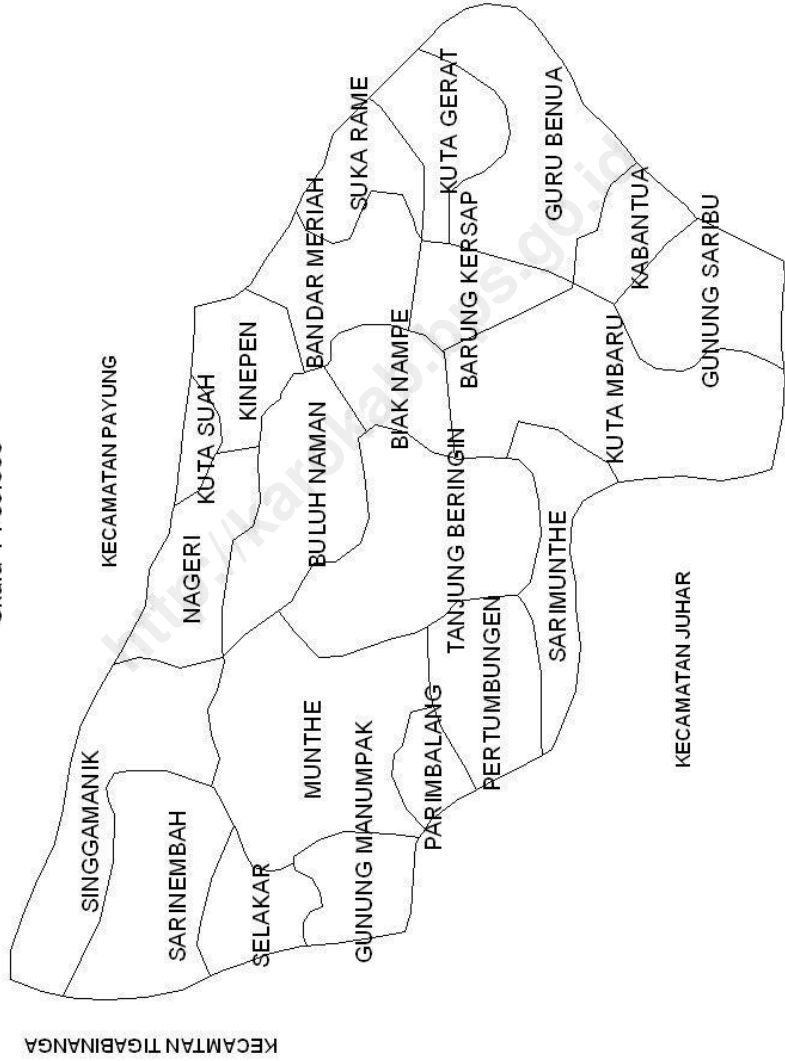 KECAMATAN PAYUNG
KECAMTAN TIGABINANGA
SINGGAMANIK
SARINEMBAH
NAGERI
KUTA SUAH
KINEPEN
SELAKAR
MUNTHE
BULUH NAMAN
BANDAR MERIAH
SUKA RAME
GUNUNG MANUMPAK
BIAK NAMPE
PARIMBALANG
TANJUNG BERINGIN
BARUNG KERSAP
KUTA GERAT
PERTUMBUNGEN
SARIMUNTHE
GURU BENUA
KUTA MBARU
KABANTUA
KECAMATAN JUHAR
GUNUNG SARIBU
http://karokab.bps.go.id